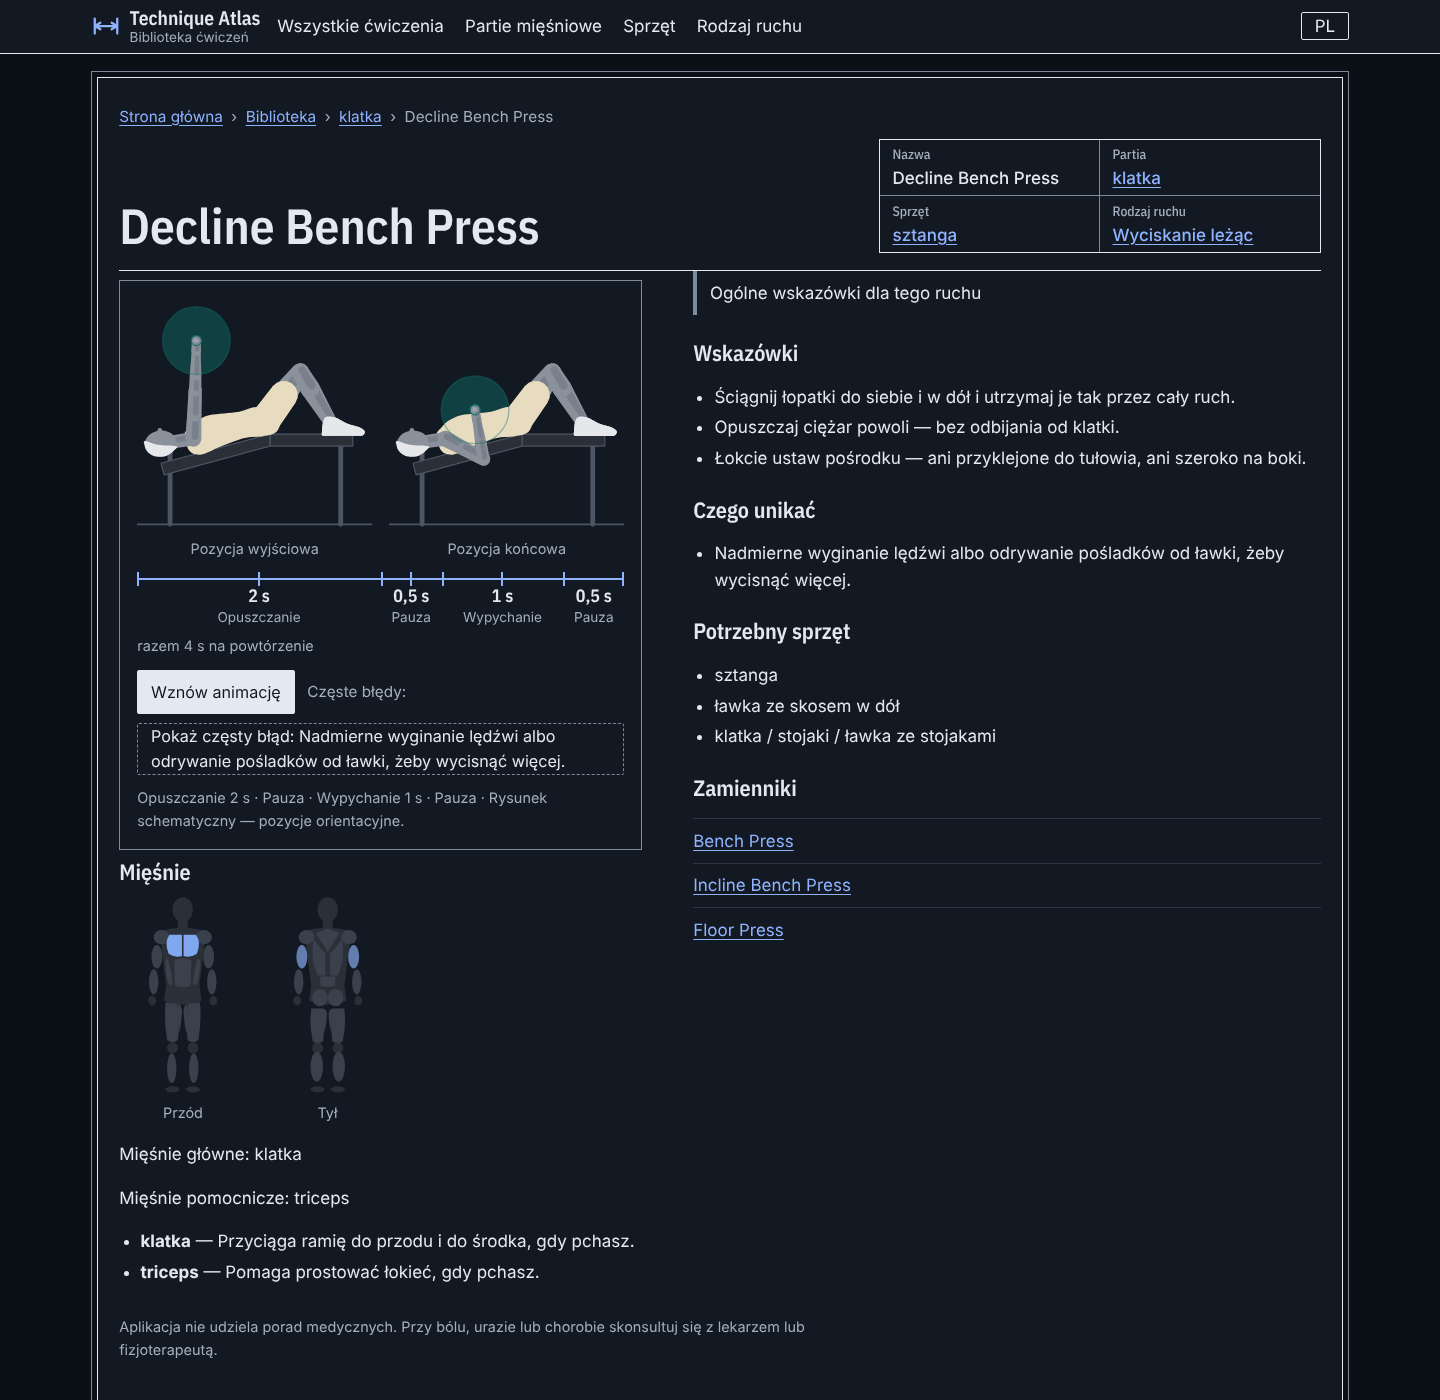 Technique Atlas
Biblioteka ćwiczeń
Wszystkie ćwiczenia
Partie mięśniowe
Sprzęt
Rodzaj ruchu
PL
Strona główna › Biblioteka › klatka › Decline Bench Press
Decline Bench Press
Nazwa
Decline Bench Press
Partia
klatka
Sprzęt
sztanga
Rodzaj ruchu
Wyciskanie leżąc
Pozycja wyjściowa
Pozycja końcowa
2 s
Opuszczanie
0,5 s
Pauza
1 s
Wypychanie
0,5 s
Pauza
razem 4 s na powtórzenie
Wznów animację
Częste błędy:
Pokaż częsty błąd: Nadmierne wyginanie lędźwi albo
odrywanie pośladków od ławki, żeby wycisnąć więcej.
Opuszczanie 2 s · Pauza · Wypychanie 1 s · Pauza · Rysunek
schematyczny — pozycje orientacyjne.
Mięśnie
Przód
Tył
Mięśnie główne: klatka
Mięśnie pomocnicze: triceps
• klatka — Przyciąga ramię do przodu i do środka, gdy pchasz.
• triceps — Pomaga prostować łokieć, gdy pchasz.
Ogólne wskazówki dla tego ruchu
Wskazówki
• Ściągnij łopatki do siebie i w dół i utrzymaj je tak przez cały ruch.
• Opuszczaj ciężar powoli — bez odbijania od klatki.
• Łokcie ustaw pośrodku — ani przyklejone do tułowia, ani szeroko na boki.
Czego unikać
• Nadmierne wyginanie lędźwi albo odrywanie pośladków od ławki, żeby
wycisnąć więcej.
Potrzebny sprzęt
• sztanga
• ławka ze skosem w dół
• klatka / stojaki / ławka ze stojakami
Zamienniki
Bench Press
Incline Bench Press
Floor Press
Aplikacja nie udziela porad medycznych. Przy bólu, urazie lub chorobie skonsultuj się z lekarzem lub
fizjoterapeutą.